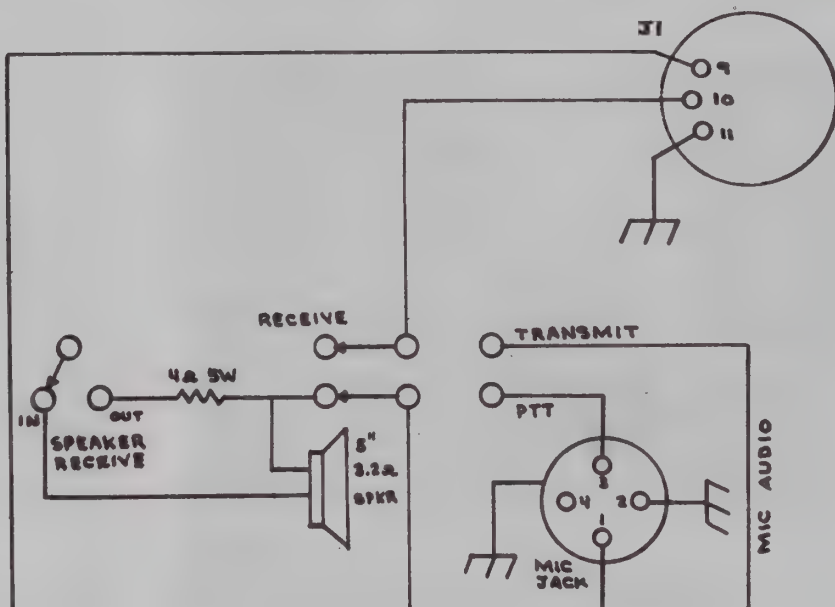 J1
9
10
11
RECEIVE
TRANSMIT
4Ω 5W
IN
OUT
PTT
SPEAKER
RECEIVE
5"
3.2Ω
SPKR
3
4
2
1
MIC
JACK
MIC AUDIO